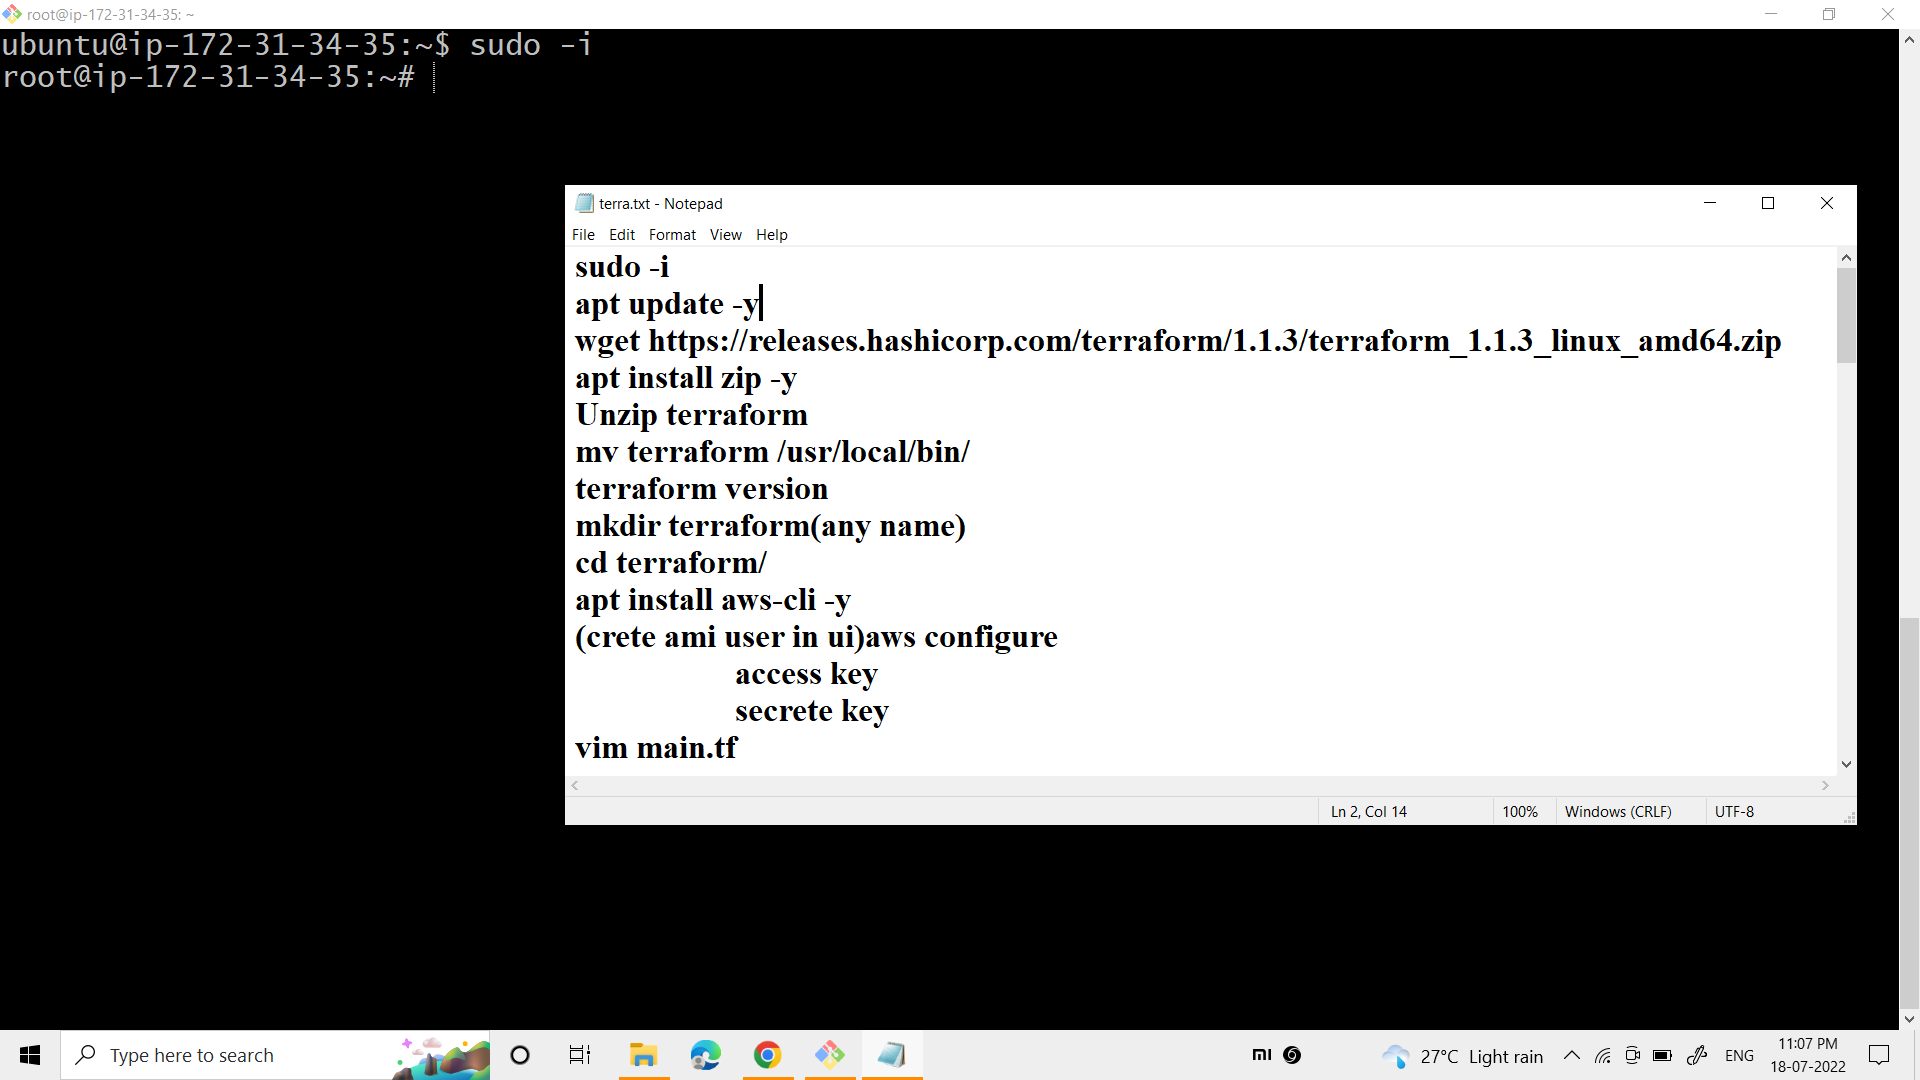 root@ip-172-31-34-35: ~
ubuntu@ip-172-31-34-35:~$ sudo -i
root@ip-172-31-34-35:~#
terra.txt - Notepad
File Edit Format View Help
sudo -i
apt update -y
wget https://releases.hashicorp.com/terraform/1.1.3/terraform_1.1.3_linux_amd64.zip
apt install zip -y
Unzip terraform
mv terraform /usr/local/bin/
terraform version
mkdir terraform(any name)
cd terraform/
apt install aws-cli -y
(crete ami user in ui)aws configure
access key
secrete key
vim main.tf
Ln 2, Col 14 100% Windows (CRLF) UTF-8
Type here to search
mi
27°C Light rain
ENG
11:07 PM
18-07-2022